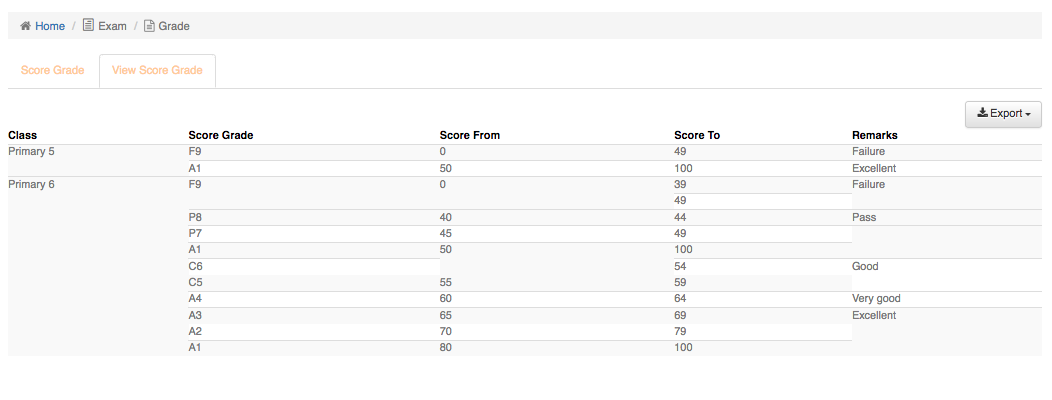 Home / Exam / Grade
Score Grade View Score Grade
Export
Class Score Grade Score From Score To Remarks
Primary 5 F9 0 49 Failure
A1 50 100 Excellent
Primary 6 F9 0 39 Failure
49
P8 40 44 Pass
P7 45 49
A1 50 100
C6 54 Good
C5 55 59
A4 60 64 Very good
A3 65 69 Excellent
A2 70 79
A1 80 100